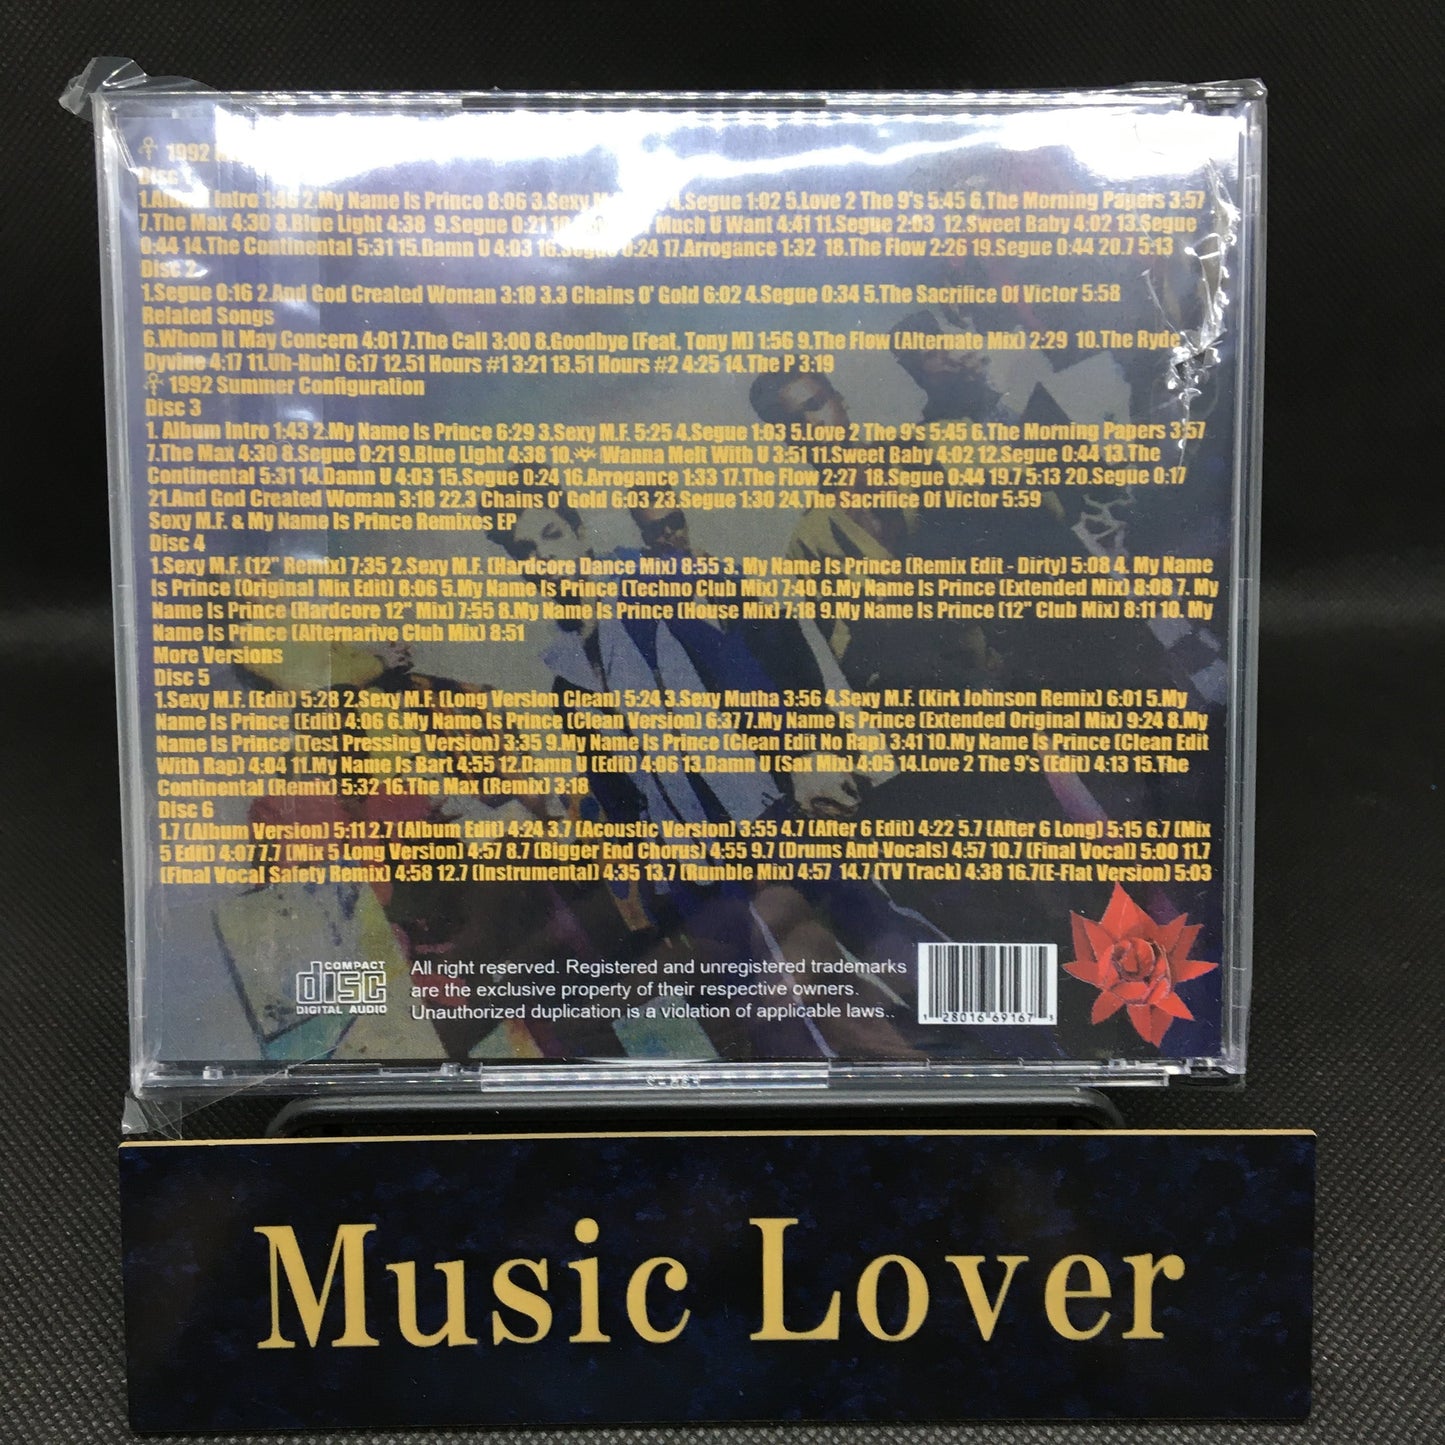 1992
Disc
1.Album Intro 1:46 2.My Name Is Prince 8:06 3.Sexy 4.Segue 1:02 5.Love 2 The 9's 5:45 6.The Morning Papers 3:57
7.The Max 4:30 8.Blue Light 4:38 9.Segue 0:21 Much U Want 4:41 11.Segue 2:03 12.Sweet Baby 4:02 13.Segue
0:44 14.The Continental 5:31 15.Damn U 4:03 16.Segue 0:24 17.Arrogance 1:32 18.The Flow 2:26 19.Segue 0:44 20.7 5:13
Disc 2
1.Segue 0:16 2.And God Created Woman 3:18 3.3 Chains O' Gold 6:02 4.Segue 0:34 5.The Sacrifice Of Victor 5:58
Related Songs
6.Whom It May Concern 4:01 7.The Call 3:00 8.Goodbye (Feat. Tony M) 1:56 9.The Flow (Alternate Mix) 2:29 10.The Ryde
Dyvine 4:17 11.Uh-Huh! 6:17 12.51 Hours #1 3:21 13.51 Hours #2 4:25 14.The P 3:19
1992 Summer Configuration
Disc 3
1. Album Intro 1:43 2.My Name Is Prince 6:29 3.Sexy M.F. 5:25 4.Segue 1:03 5.Love 2 The 9's 5:45 6.The Morning Papers 3:57
7.The Max 4:30 8.Segue 0:21 9.Blue Light 4:38 10. Wanna Melt With U 3:51 11.Sweet Baby 4:02 12.Segue 0:44 13.The
Continental 5:31 14.Damn U 4:03 15.Segue 0:24 16.Arrogance 1:33 17.The Flow 2:27 18.Segue 0:44 19.7 5:13 20.Segue 0:17
21.And God Created Woman 3:18 22.3 Chains O' Gold 6:03 23.Segue 1:30 24.The Sacrifice Of Victor 5:59
Sexy M.F. & My Name Is Prince Remixes EP
Disc 4
1.Sexy M.F. (12" Remix) 7:35 2.Sexy M.F. (Hardcore Dance Mix) 8:55 3. My Name Is Prince (Remix Edit - Dirty) 5:08 4. My Name
Is Prince (Original Mix Edit) 8:06 5.My Name Is Prince (Techno Club Mix) 7:40 6.My Name Is Prince (Extended Mix) 8:08 7. My
Name Is Prince (Hardcore 12" Mix) 7:55 8.My Name Is Prince (House Mix) 7:18 9.My Name Is Prince (12" Club Mix) 8:11 10. My
Name Is Prince (Alternarive Club Mix) 8:51
More Versions
Disc 5
1.Sexy M.F. (Edit) 5:28 2.Sexy M.F. (Long Version Clean) 5:24 3.Sexy Mutha 3:56 4.Sexy M.F. (Kirk Johnson Remix) 6:01 5.My
Name Is Prince (Edit) 4:06 6.My Name Is Prince (Clean Version) 6:37 7.My Name Is Prince (Extended Original Mix) 9:24 8.My
Name Is Prince (Test Pressing Version) 3:35 9.My Name Is Prince (Clean Edit No Rap) 3:41 10.My Name Is Prince (Clean Edit
With Rap) 4:04 11.My Name Is Bart 4:55 12.Damn U (Edit) 4:06 13.Damn U (Sax Mix) 4:05 14.Love 2 The 9's (Edit) 4:13 15.The
Continental (Remix) 5:32 16.The Max (Remix) 3:18
Disc 6
1.7 (Album Version) 5:11 2.7 (Album Edit) 4:24 3.7 (Acoustic Version) 3:55 4.7 (After 6 Edit) 4:22 5.7 (After 6 Long) 5:15 6.7 (Mix
5 Edit) 4:07 7.7 (Mix 5 Long Version) 4:57 8.7 (Bigger End Chorus) 4:55 9.7 (Drums And Vocals) 4:57 10.7 (Final Vocal) 5:00 11.7
(Final Vocal Safety Remix) 4:58 12.7 (Instrumental) 4:35 13.7 (Rumble Mix) 4:57 14.7 (TV Track) 4:38 16.7(E-Flat Version) 5:03
COMPACT
disc
DIGITAL AUDIO
All right reserved. Registered and unregistered trademarks
are the exclusive property of their respective owners.
Unauthorized duplication is a violation of applicable laws..
1 28016 69167 3
Music Lover